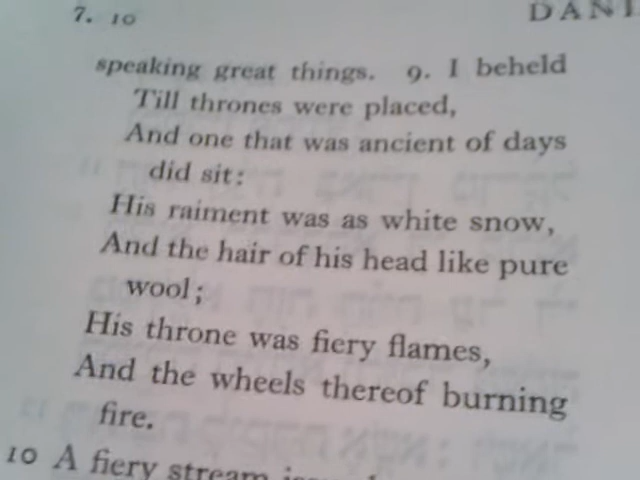 7. 10
speaking great things. 9. I beheld
Till thrones were placed,
And one that was ancient of days
did sit:
His raiment was as white snow,
And the hair of his head like pure
wool;
His throne was fiery flames,
And the wheels thereof burning
fire.
10 A fiery stream